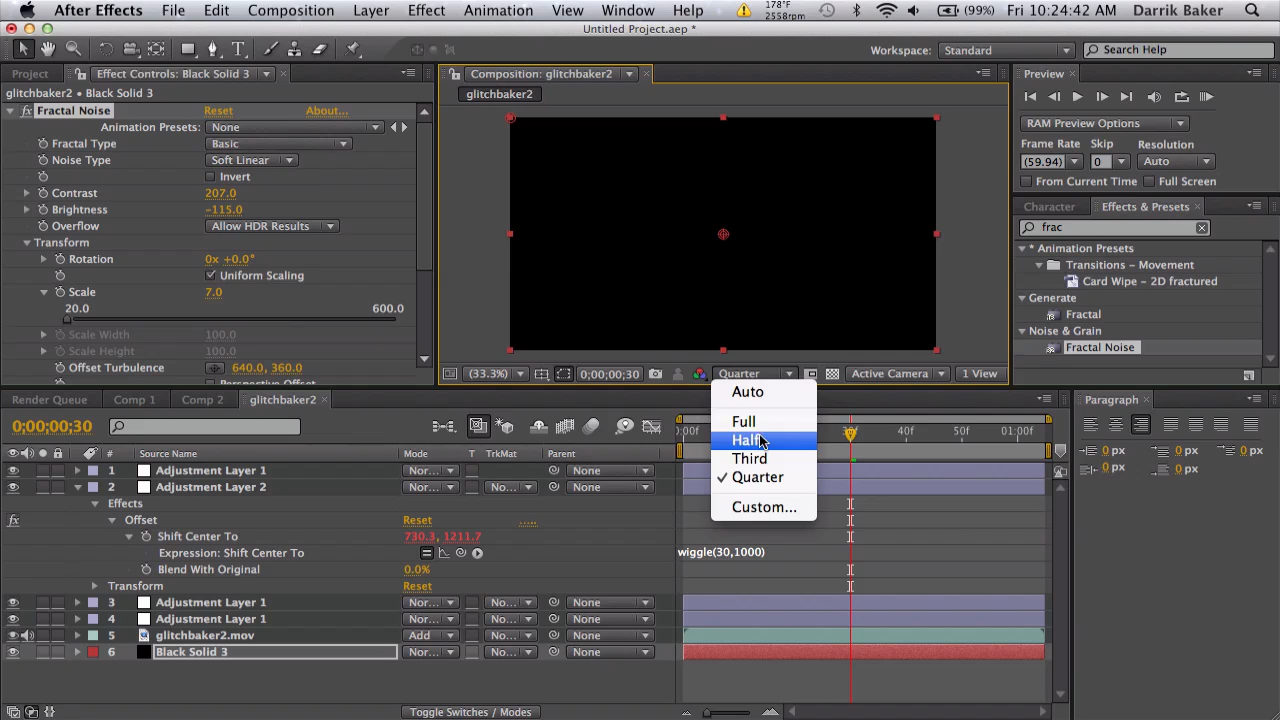 After Effects File Edit Composition Layer Effect Animation View Window Help 178°F 2558rpm (99%) Fri 10:24:42 AM Darrik Baker
Untitled Project.aep *
Workspace: Standard Search Help
Project Effect Controls: Black Solid 3
glitchbaker2 • Black Solid 3
fx Fractal Noise Reset About...
Animation Presets: None
Fractal Type Basic
Noise Type Soft Linear
Invert
Contrast 207.0
Brightness -115.0
Overflow Allow HDR Results
Transform
Rotation 0x +0.0°
Uniform Scaling
Scale 7.0
20.0 600.0
Scale Width 100.0
Scale Height 100.0
Offset Turbulence 640.0, 360.0
Perspective Offset
Composition: glitchbaker2
glitchbaker2
(33.3%) 0;00;00;30 Quarter Active Camera 1 View
Auto
Full
Half
Third
Quarter
Custom...
Preview
RAM Preview Options
Frame Rate Skip Resolution
(59.94) 0 Auto
From Current Time Full Screen
Character Effects & Presets
frac
* Animation Presets
Transitions – Movement
Card Wipe – 2D fractured
Generate
Fractal
Noise & Grain
Fractal Noise
Render Queue Comp 1 Comp 2 glitchbaker2
0;00;00;30
:00f 40f 50f 01:00f
# Source Name Mode T TrkMat Parent
1 Adjustment Layer 1 Nor... None
2 Adjustment Layer 2 Nor... No... None
Effects
fx Offset Reset .....
Shift Center To 730.3, 1211.7
Expression: Shift Center To wiggle(30,1000)
Blend With Original 0.0%
Transform Reset
3 Adjustment Layer 1 Nor... No... None
4 Adjustment Layer 1 Nor... No... None
5 glitchbaker2.mov Add No... None
6 Black Solid 3 Nor... No... None
Toggle Switches / Modes
Paragraph
0 px 0 px 0 px
0 px 0 px